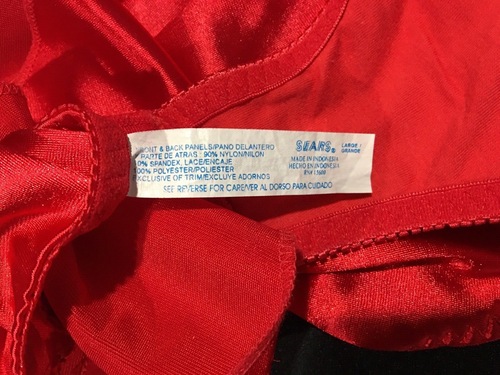 FRONT & BACK PANELS/PANO DELANTERO
PARTE DE ATRAS : 90% NYLON/NILON
10% SPANDEX, LACE/ENCAJE
100% POLYESTER/POLIESTER
EXCLUSIVE OF TRIM/EXCLUYE ADORNOS
SEE REVERSE FOR CARE/VER AL DORSO PARA CUIDADO
SEARS®
MADE IN INDONESIA
HECHO EN INDONESIA
LARGE
GRANDE